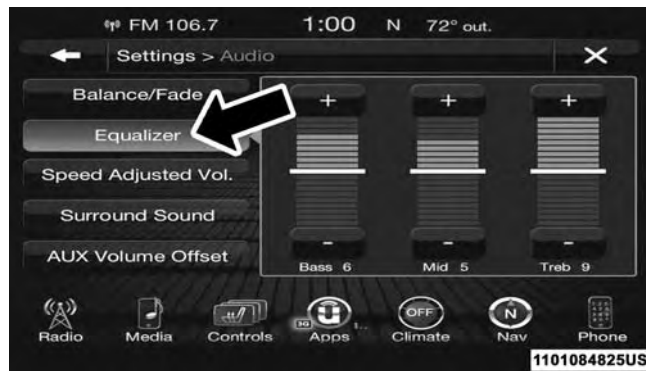 FM 106.7 1:00 N 72° out.
Settings > Audio
Balance/Fade
Equalizer
Speed Adjusted Vol.
Surround Sound
AUX Volume Offset
+ + +
- - -
Bass 6 Mid 5 Treb 9
3G OFF N
Radio Media Controls Apps Climate Nav Phone
1101084825US